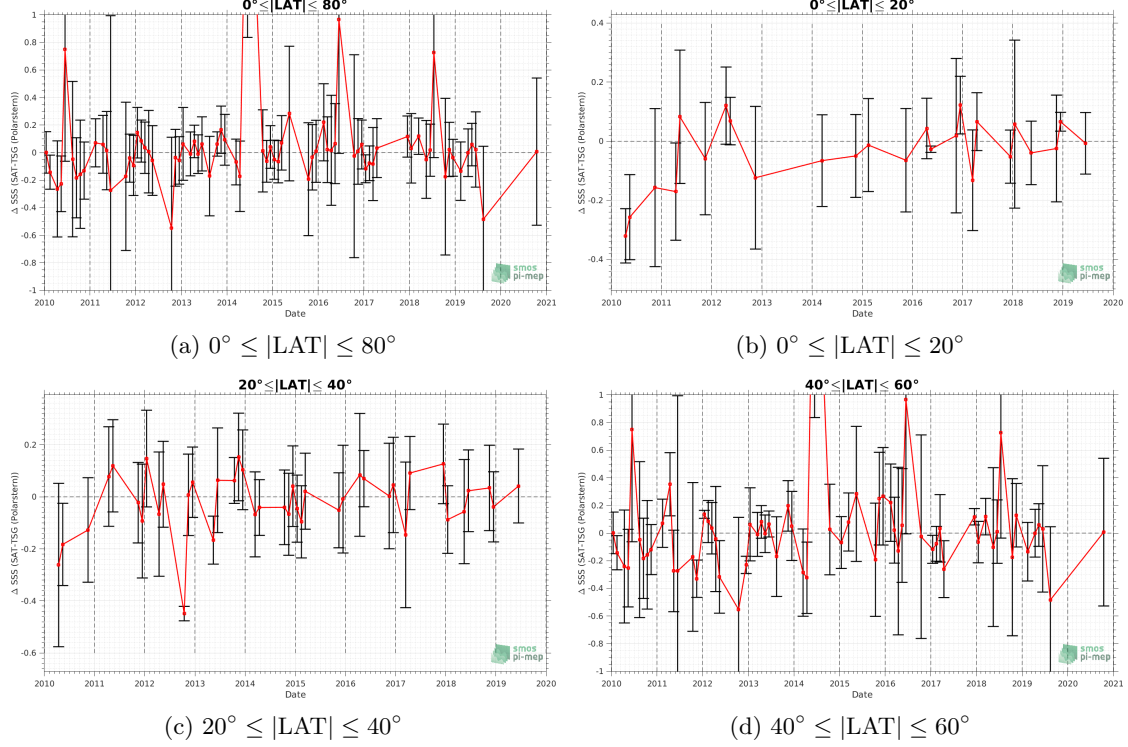 0°≤|LAT|≤ 80°
Δ SSS (SAT-TSG (Polarstern))
1
0.8
0.6
0.4
0.2
0
-0.2
-0.4
-0.6
-0.8
-1
2010 2011 2012 2013 2014 2015 2016 2017 2018 2019 2020 2021
Date
smos
pi-mep
(a) 0° ≤ |LAT| ≤ 80°
0°≤|LAT|≤ 20°
Δ SSS (SAT-TSG (Polarstern))
0.4
0.2
0
-0.2
-0.4
2010 2011 2012 2013 2014 2015 2016 2017 2018 2019 2020
Date
smos
pi-mep
(b) 0° ≤ |LAT| ≤ 20°
20°≤|LAT|≤ 40°
Δ SSS (SAT-TSG (Polarstern))
0.2
0
-0.2
-0.4
-0.6
2010 2011 2012 2013 2014 2015 2016 2017 2018 2019 2020
Date
smos
pi-mep
(c) 20° ≤ |LAT| ≤ 40°
40°≤|LAT|≤ 60°
Δ SSS (SAT-TSG (Polarstern))
1
0.8
0.6
0.4
0.2
0
-0.2
-0.4
-0.6
-0.8
-1
2010 2011 2012 2013 2014 2015 2016 2017 2018 2019 2020 2021
Date
smos
pi-mep
(d) 40° ≤ |LAT| ≤ 60°